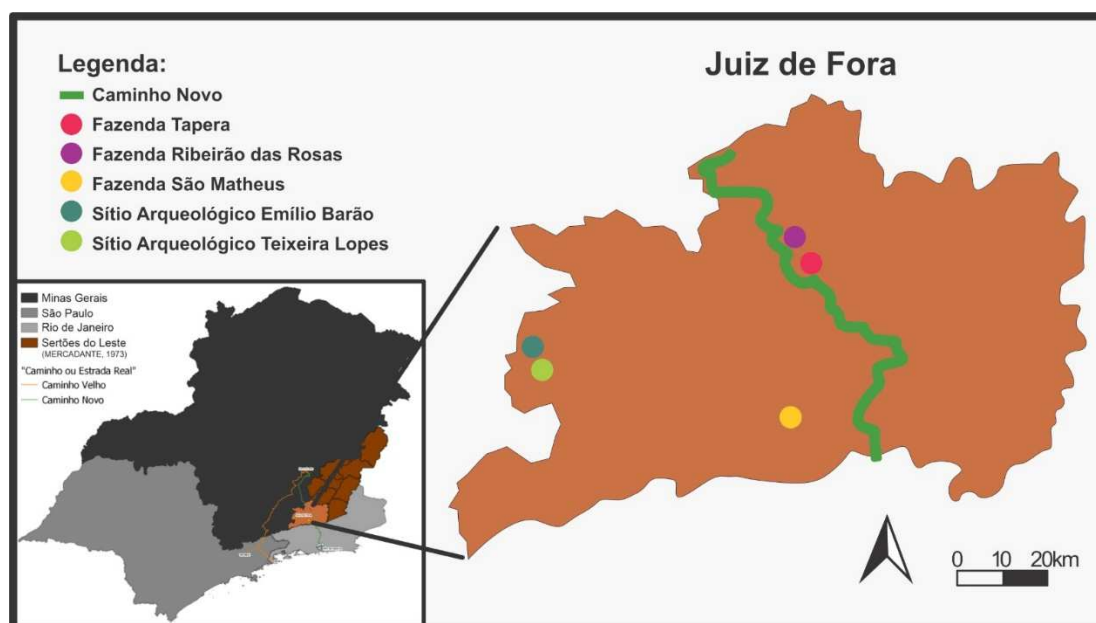 Legenda:
Caminho Novo
Fazenda Tapera
Fazenda Ribeirão das Rosas
Fazenda São Matheus
Sítio Arqueológico Emílio Barão
Sítio Arqueológico Teixeira Lopes
Juiz de Fora
Minas Gerais
São Paulo
Rio de Janeiro
Sertões do Leste
(MERCADANTE, 1973)
"Caminho ou Estrada Real"
Caminho Velho
Caminho Novo
0 10 20km